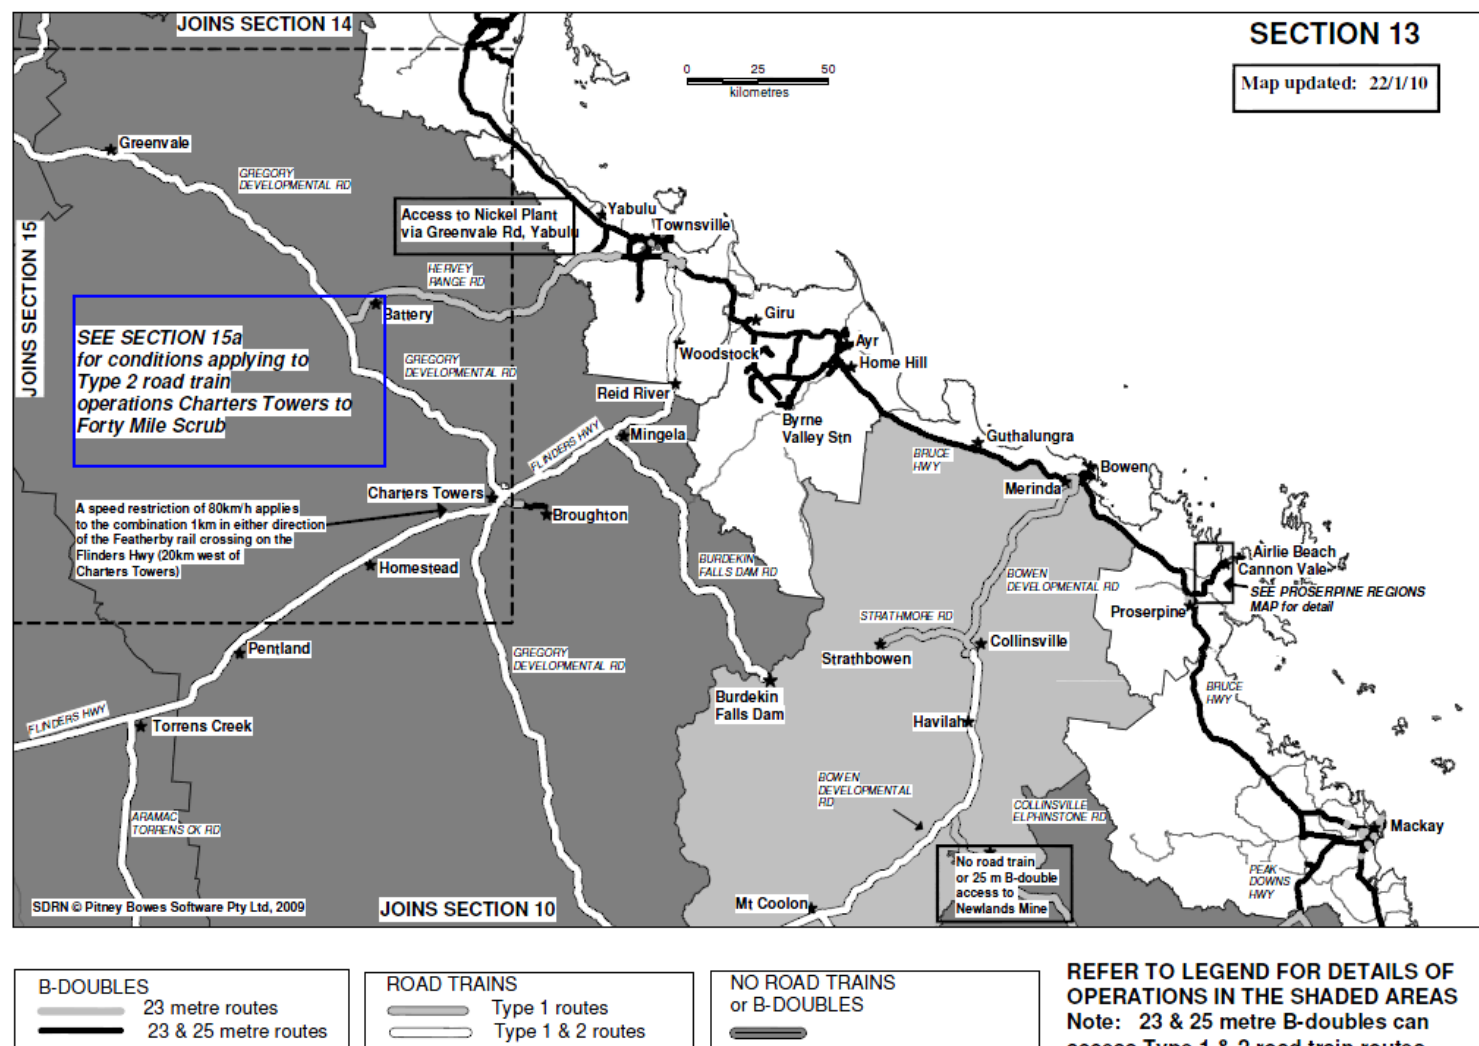 JOINS SECTION 14
SECTION 13
Map updated: 22/1/10
0 25 50
kilometres
Greenvale
GREGORY
DEVELOPMENTAL RD
Access to Nickel Plant
via Greenvale Rd, Yabulu
Yabulu
Townsville
JOINS SECTION 15
HERVEY
RANGE RD
Battery
Giru
SEE SECTION 15a
for conditions applying to
Type 2 road train
operations Charters Towers to
Forty Mile Scrub
GREGORY
DEVELOPMENTAL RD
Woodstock
Ayr
Home Hill
Reid River
Byrne
Valley Stn
FLINDERS HWY
Mingela
Guthalungra
BRUCE
HWY
Bowen
Merinda
Charters Towers
Broughton
A speed restriction of 80km/h applies
to the combination 1km in either direction
of the Featherby rail crossing on the
Flinders Hwy (20km west of
Charters Towers)
Homestead
BURDEKIN
FALLS DAM RD
BOWEN
DEVELOPMENTAL RD
Airlie Beach
Cannon Vale
SEE PROSERPINE REGIONS
MAP for detail
Proserpine
STRATHMORE RD
Strathbowen
Collinsville
Pentland
GREGORY
DEVELOPMENTAL RD
Burdekin
Falls Dam
BRUCE
HWY
FLINDERS HWY
Torrens Creek
Havilah
BOWEN
DEVELOPMENTAL
RD
COLLINSVILLE
ELPHINSTONE RD
ARAMAC
TORRENS CK RD
Mackay
No road train
or 25 m B-double
access to
Newlands Mine
PEAK
DOWNS
HWY
Mt Coolon
SDRN © Pitney Bowes Software Pty Ltd, 2009
JOINS SECTION 10
B-DOUBLES
23 metre routes
23 & 25 metre routes
ROAD TRAINS
Type 1 routes
Type 1 & 2 routes
NO ROAD TRAINS
or B-DOUBLES
REFER TO LEGEND FOR DETAILS OF
OPERATIONS IN THE SHADED AREAS
Note: 23 & 25 metre B-doubles can
access Type 1 & 2 road train routes